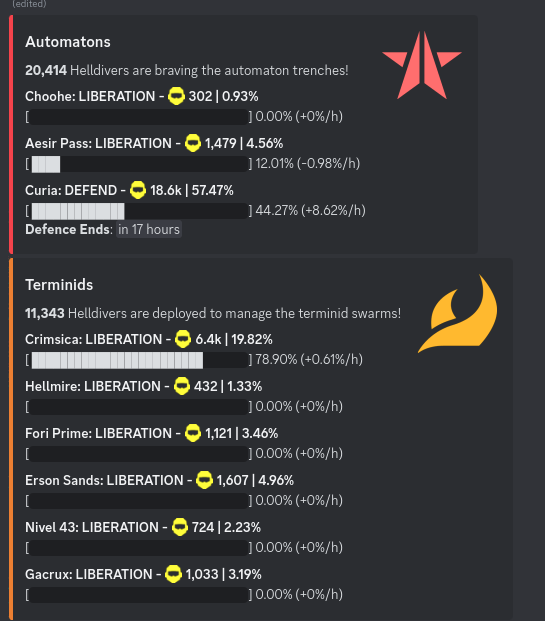 (edited)
Automatons
20,414 Helldivers are braving the automaton trenches!
Choohe: LIBERATION - 302 | 0.93%
[ ] 0.00% (+0%/h)
Aesir Pass: LIBERATION - 1,479 | 4.56%
[ ] 12.01% (−0.98%/h)
Curia: DEFEND - 18.6k | 57.47%
[ ] 44.27% (+8.62%/h)
Defence Ends: in 17 hours
Terminids
11,343 Helldivers are deployed to manage the terminid swarms!
Crimsica: LIBERATION - 6.4k | 19.82%
[ ] 78.90% (+0.61%/h)
Hellmire: LIBERATION - 432 | 1.33%
[ ] 0.00% (+0%/h)
Fori Prime: LIBERATION - 1,121 | 3.46%
[ ] 0.00% (+0%/h)
Erson Sands: LIBERATION - 1,607 | 4.96%
[ ] 0.00% (+0%/h)
Nivel 43: LIBERATION - 724 | 2.23%
[ ] 0.00% (+0%/h)
Gacrux: LIBERATION - 1,033 | 3.19%
[ ] 0.00% (+0%/h)